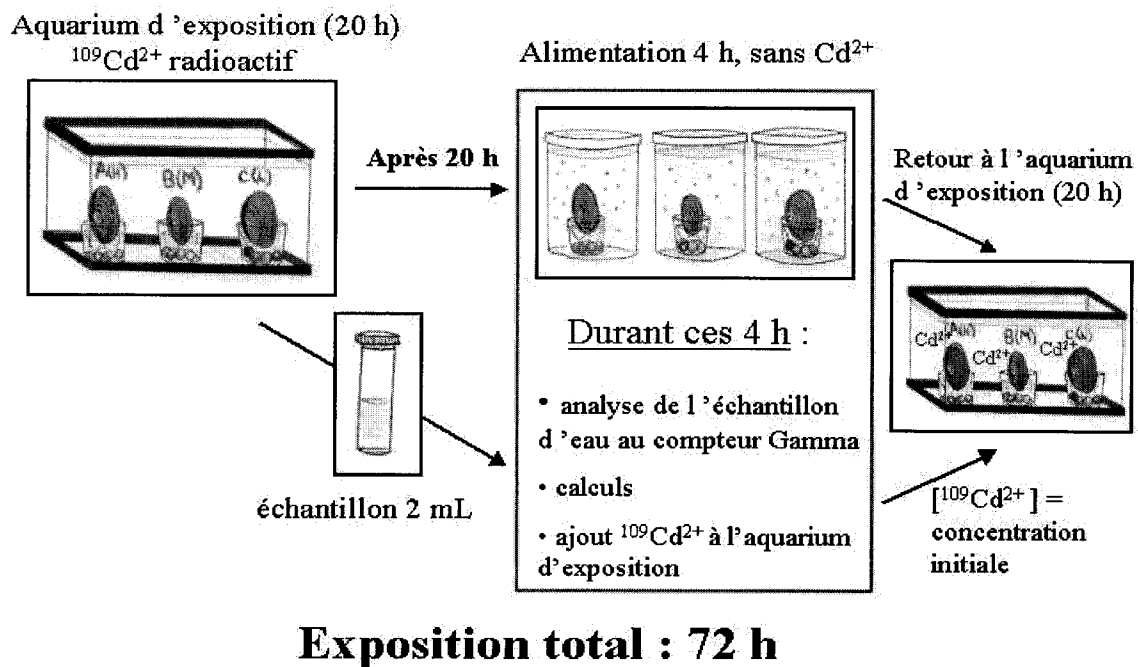 Aquarium d ’exposition (20 h)
¹⁰⁹Cd²⁺ radioactif
A(H)
B(M)
C(L)
Après 20 h
Alimentation 4 h, sans Cd²⁺
Retour à l ’aquarium
d ’exposition (20 h)
échantillon 2 mL
Durant ces 4 h :
• analyse de l ’échantillon
d ’eau au compteur Gamma
• calculs
• ajout ¹⁰⁹Cd²⁺ à l’aquarium
d’exposition
Cd²⁺
Cd²⁺
B(M)
Cd²⁺
[¹⁰⁹Cd²⁺] =
concentration
initiale
Exposition total : 72 h